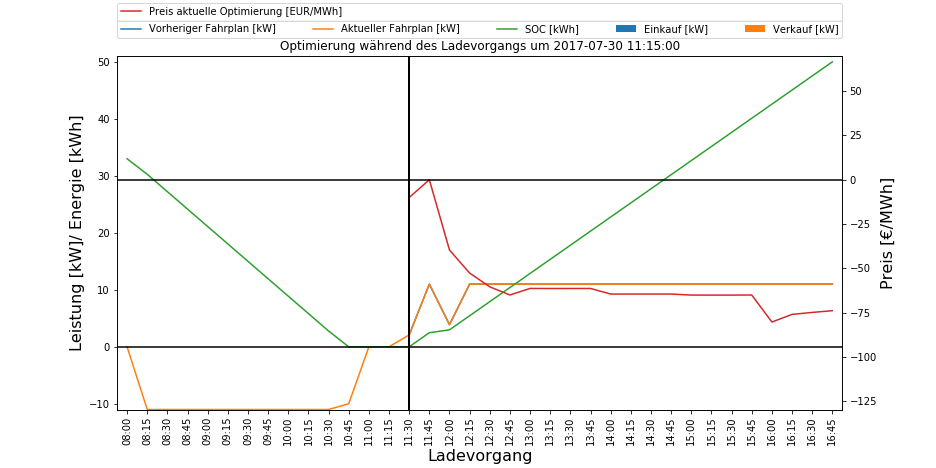 Preis aktuelle Optimierung [EUR/MWh]
Vorheriger Fahrplan [kW] Aktueller Fahrplan [kW] SOC [kWh] Einkauf [kW] Verkauf [kW]
Optimierung während des Ladevorgangs um 2017-07-30 11:15:00
Leistung [kW]/ Energie [kWh]
50
40
30
20
10
0
−10
50
25
0
−25
−50
−75
−100
−125
Preis [€/MWh]
08:00 08:15 08:30 08:45 09:00 09:15 09:30 09:45 10:00 10:15 10:30 10:45 11:00 11:15 11:30 11:45 12:00 12:15 12:30 12:45 13:00 13:15 13:30 13:45 14:00 14:15 14:30 14:45 15:00 15:15 15:30 15:45 16:00 16:15 16:30 16:45
Ladevorgang